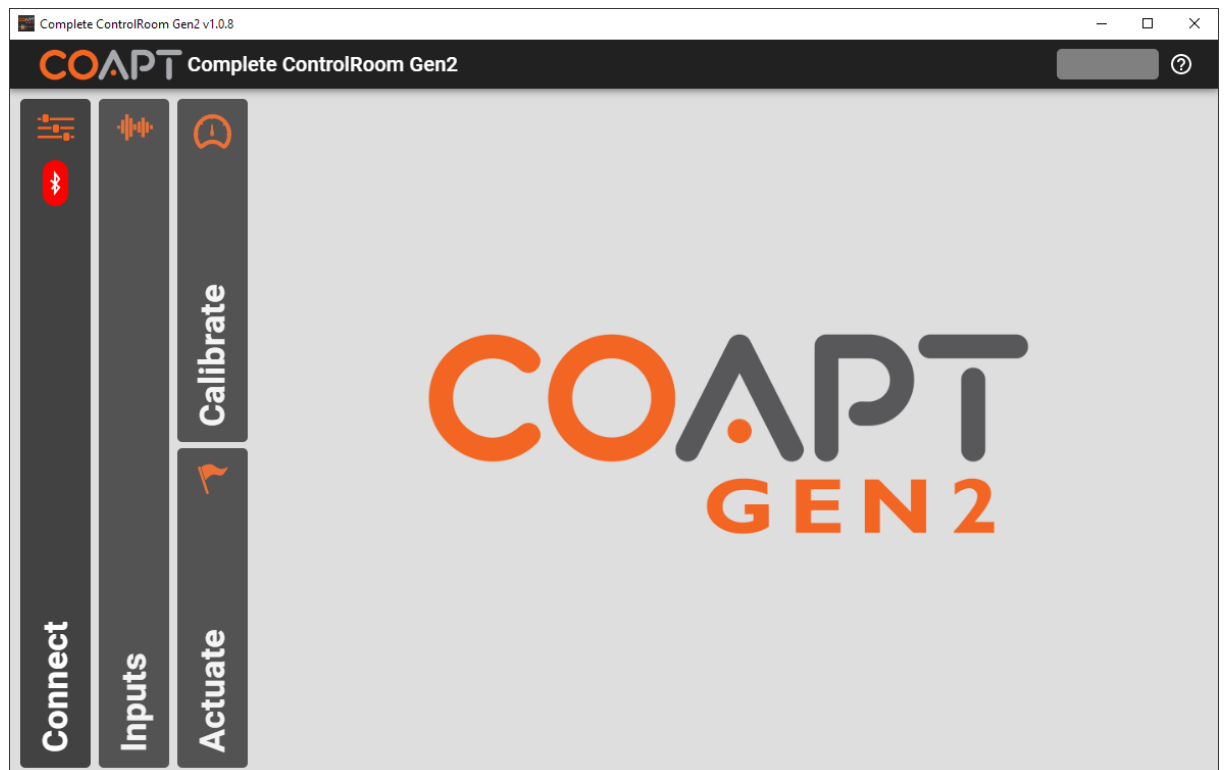 Complete ControlRoom Gen2 v1.0.8
COAPT Complete ControlRoom Gen2
Connect
Inputs
Calibrate
Actuate
COAPT
GEN2